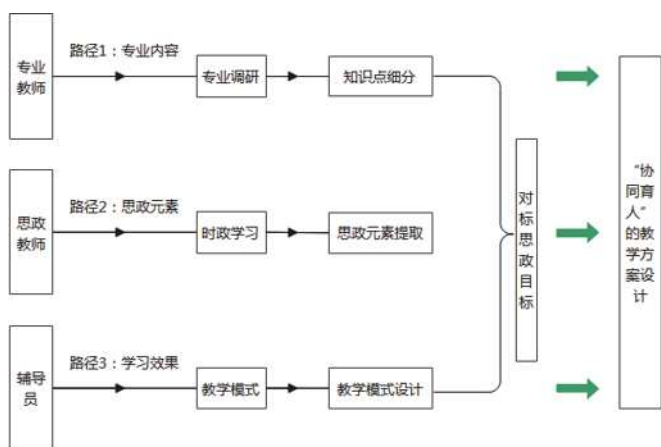 专业
教师
路径1：专业内容
专业调研
知识点细分
思政
教师
路径2：思政元素
时政学习
思政元素提取
辅导
员
路径3：学习效果
教学模式
教学模式设计
对标思政目标
“协同育人”的教学方案设计